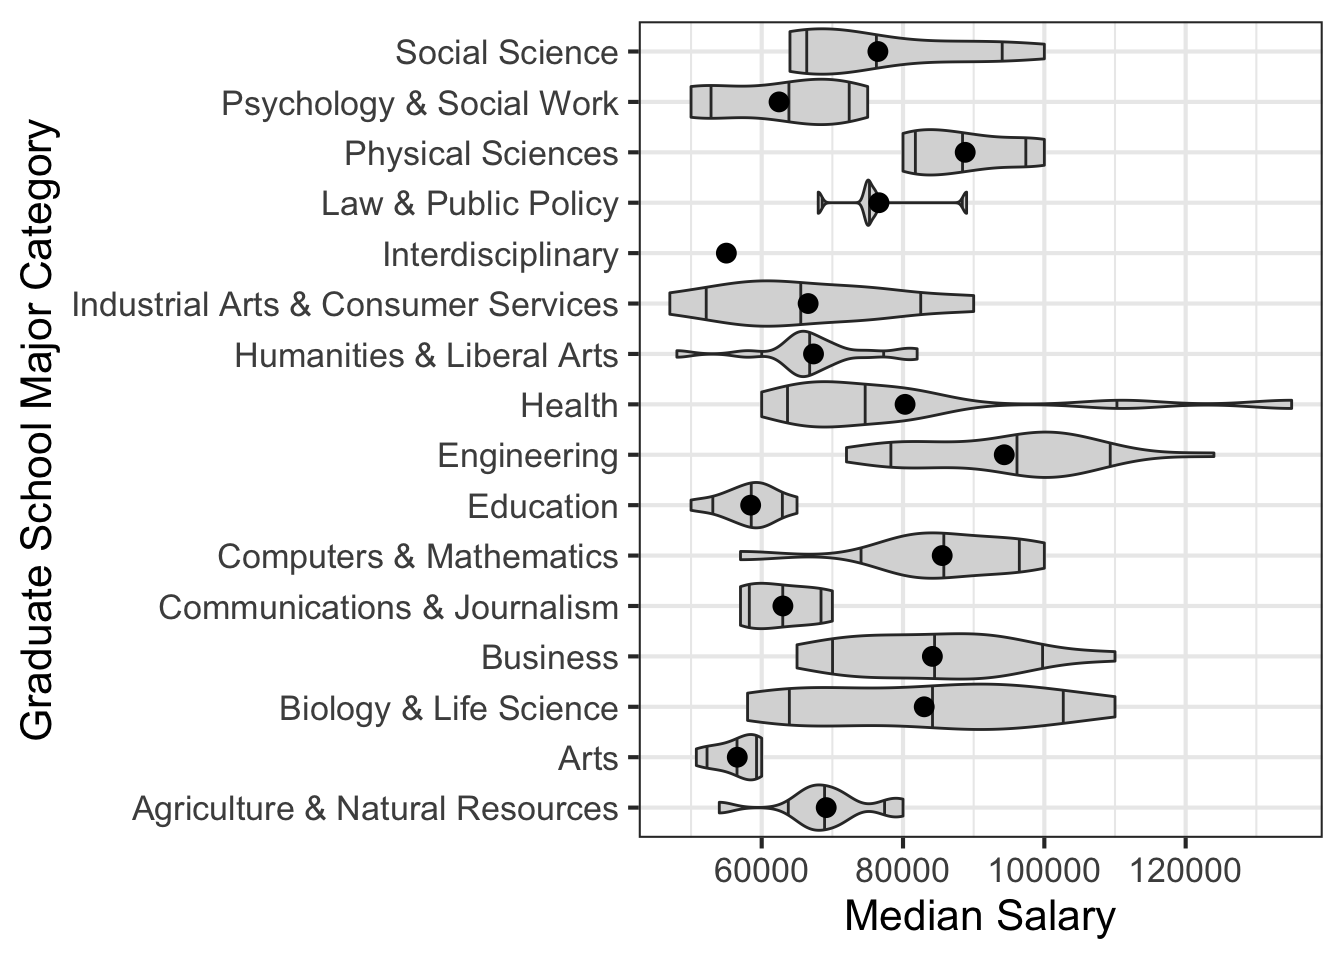 Graduate School Major Category
Social Science
Psychology & Social Work
Physical Sciences
Law & Public Policy
Interdisciplinary
Industrial Arts & Consumer Services
Humanities & Liberal Arts
Health
Engineering
Education
Computers & Mathematics
Communications & Journalism
Business
Biology & Life Science
Arts
Agriculture & Natural Resources
60000 80000 100000 120000
Median Salary